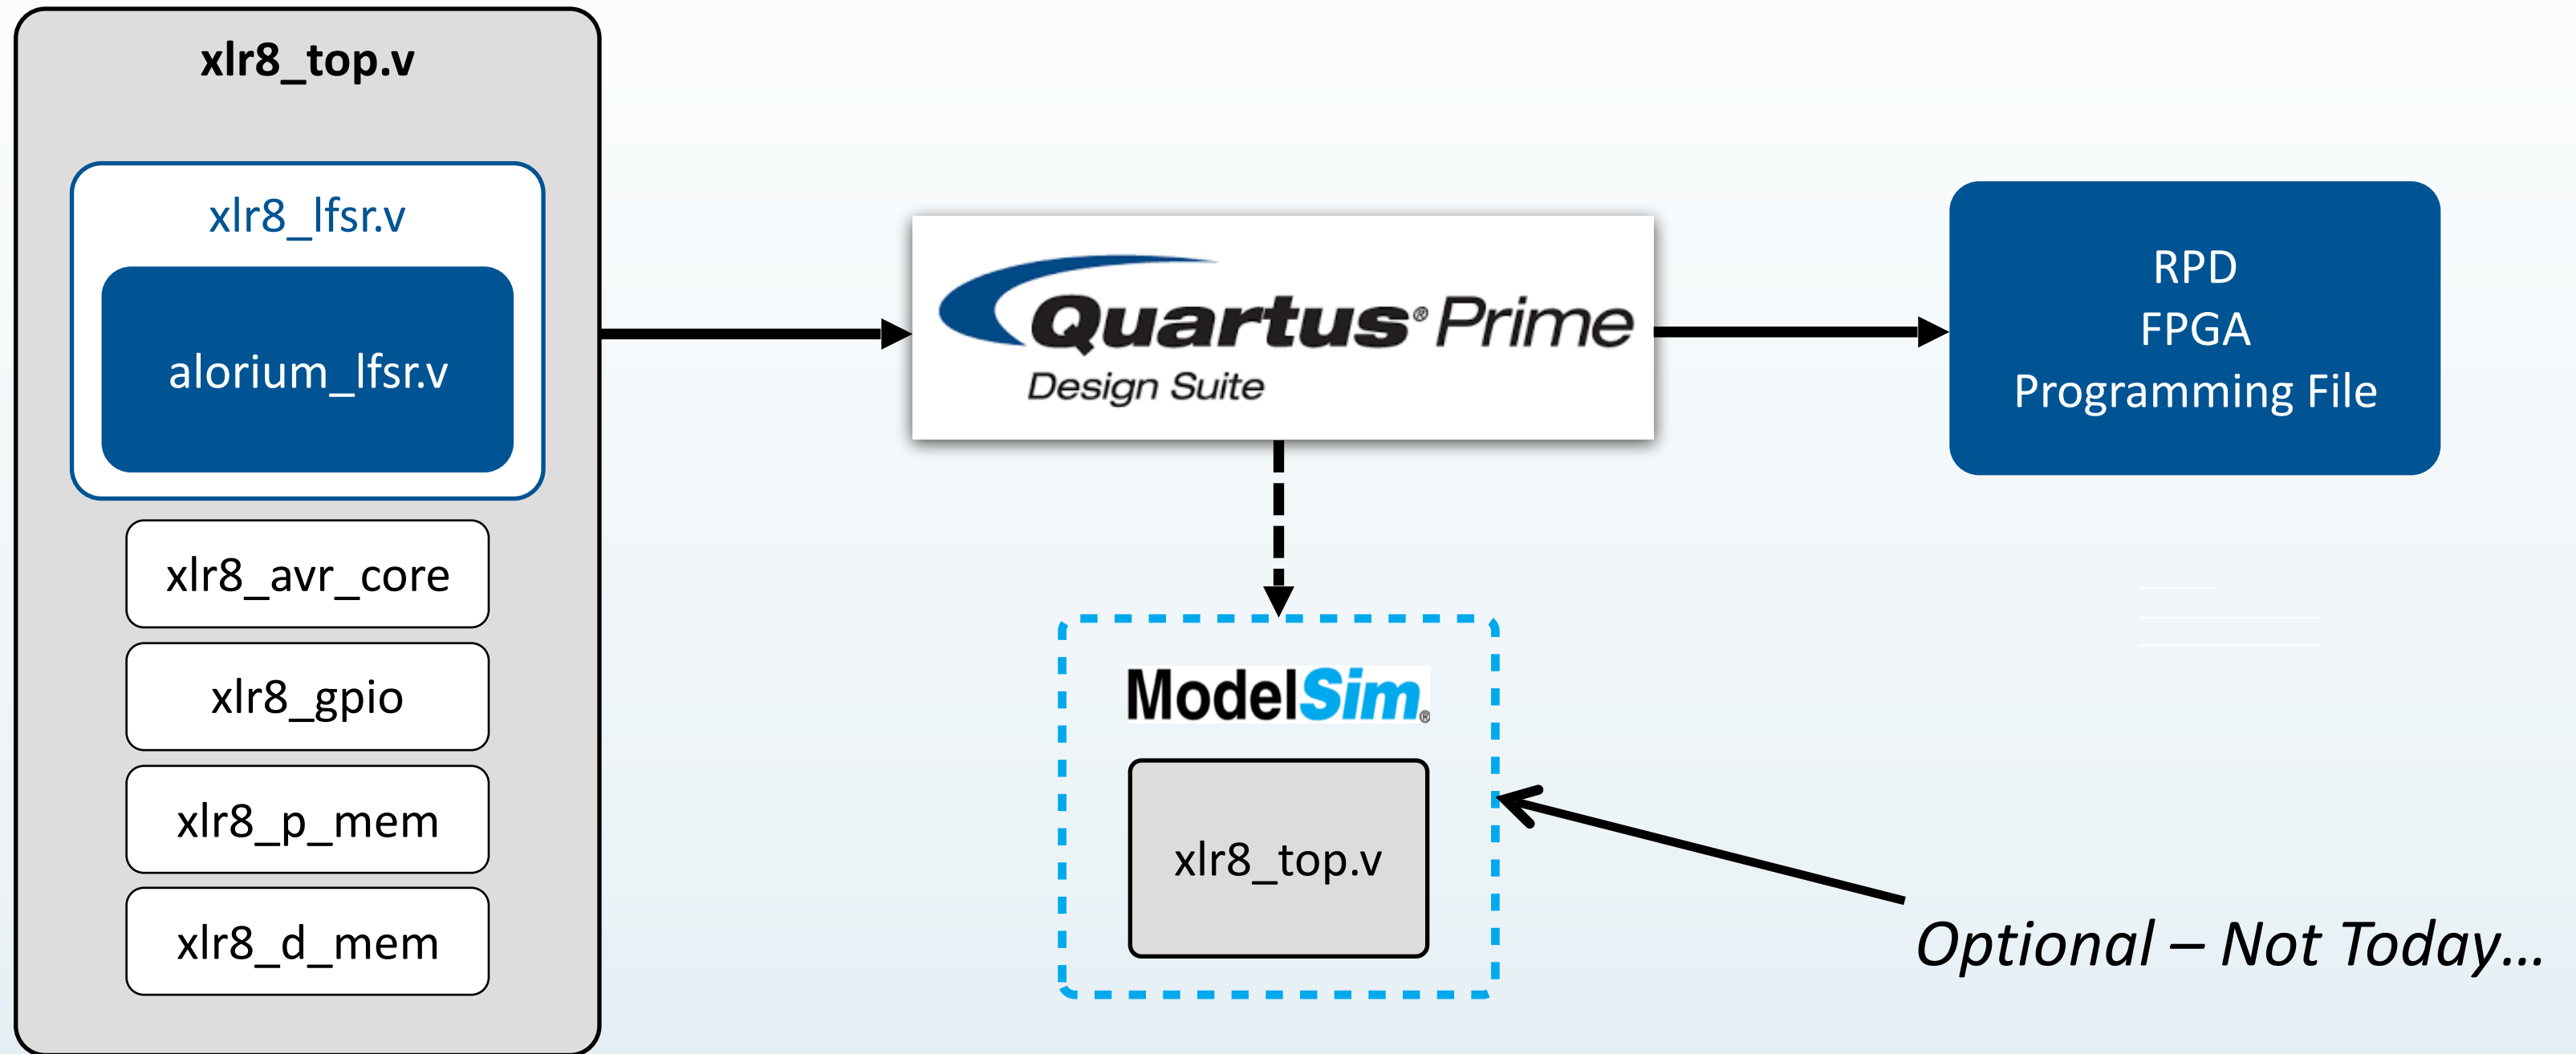 xlr8_top.v
xlr8_lfsr.v
alorium_lfsr.v
xlr8_avr_core
xlr8_gpio
xlr8_p_mem
xlr8_d_mem
Quartus® Prime
Design Suite
RPD
FPGA
Programming File
ModelSim®
xlr8_top.v
Optional – Not Today...